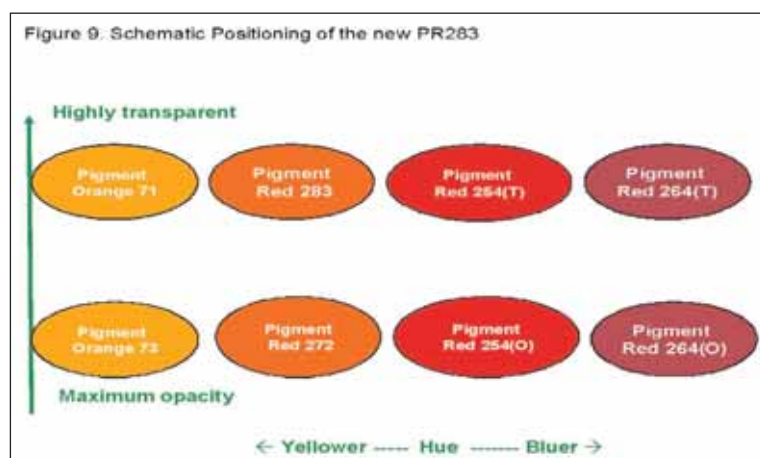 Figure 9. Schematic Positioning of the new PR283
Highly transparent
Pigment
Orange 71
Pigment
Red 283
Pigment
Red 254(T)
Pigment
Red 264(T)
Pigment
Orange 73
Pigment
Red 272
Pigment
Red 254(O)
Pigment
Red 264(O)
Maximum opacity
← Yellower ----- Hue ------- Bluer →